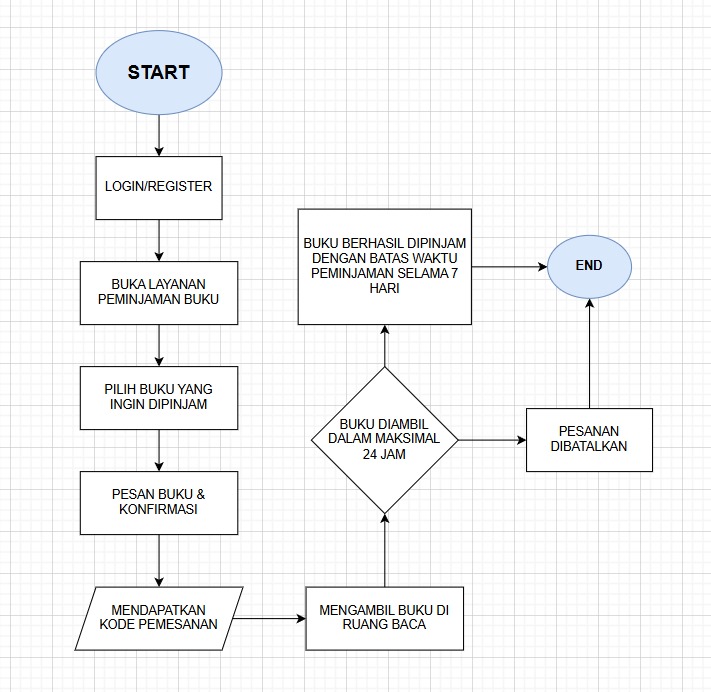 START
LOGIN/REGISTER
BUKA LAYANAN
PEMINJAMAN BUKU
PILIH BUKU YANG
INGIN DIPINJAM
PESAN BUKU &
KONFIRMASI
MENDAPATKAN
KODE PEMESANAN
MENGAMBIL BUKU DI
RUANG BACA
BUKU DIAMBIL
DALAM MAKSIMAL
24 JAM
BUKU BERHASIL DIPINJAM
DENGAN BATAS WAKTU
PEMINJAMAN SELAMA 7
HARI
PESANAN
DIBATALKAN
END